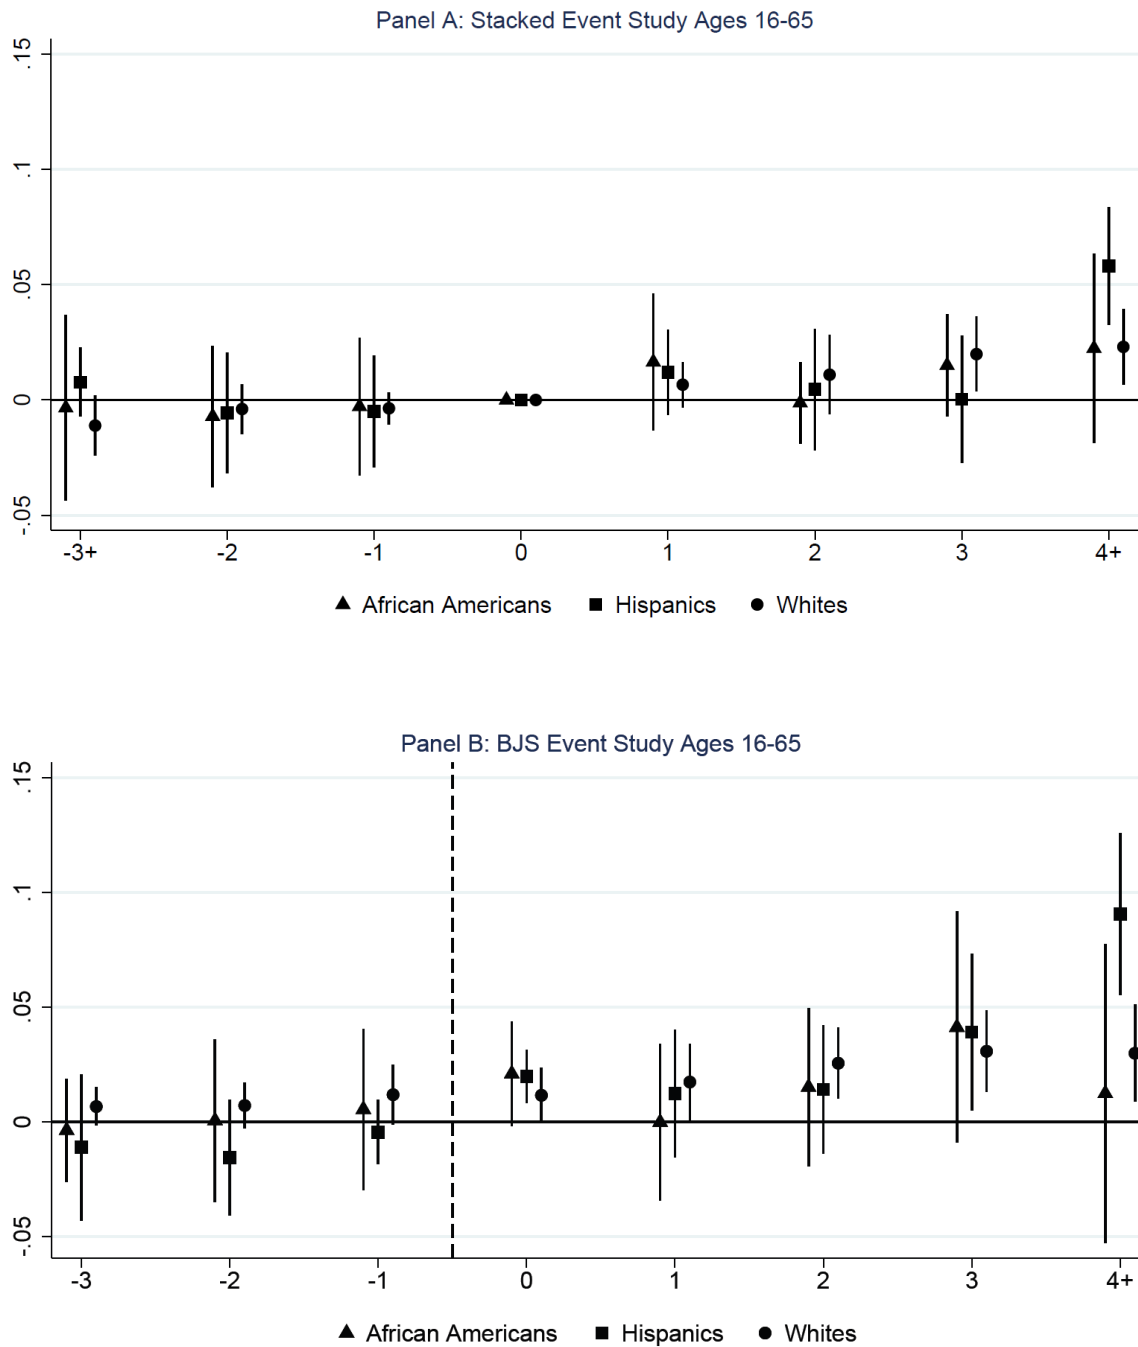 Panel A: Stacked Event Study Ages 16-65
.15
.1
.05
0
-.05
-3+ -2 -1 0 1 2 3 4+
African Americans Hispanics Whites
Panel B: BJS Event Study Ages 16-65
.15
.1
.05
0
-.05
-3 -2 -1 0 1 2 3 4+
African Americans Hispanics Whites